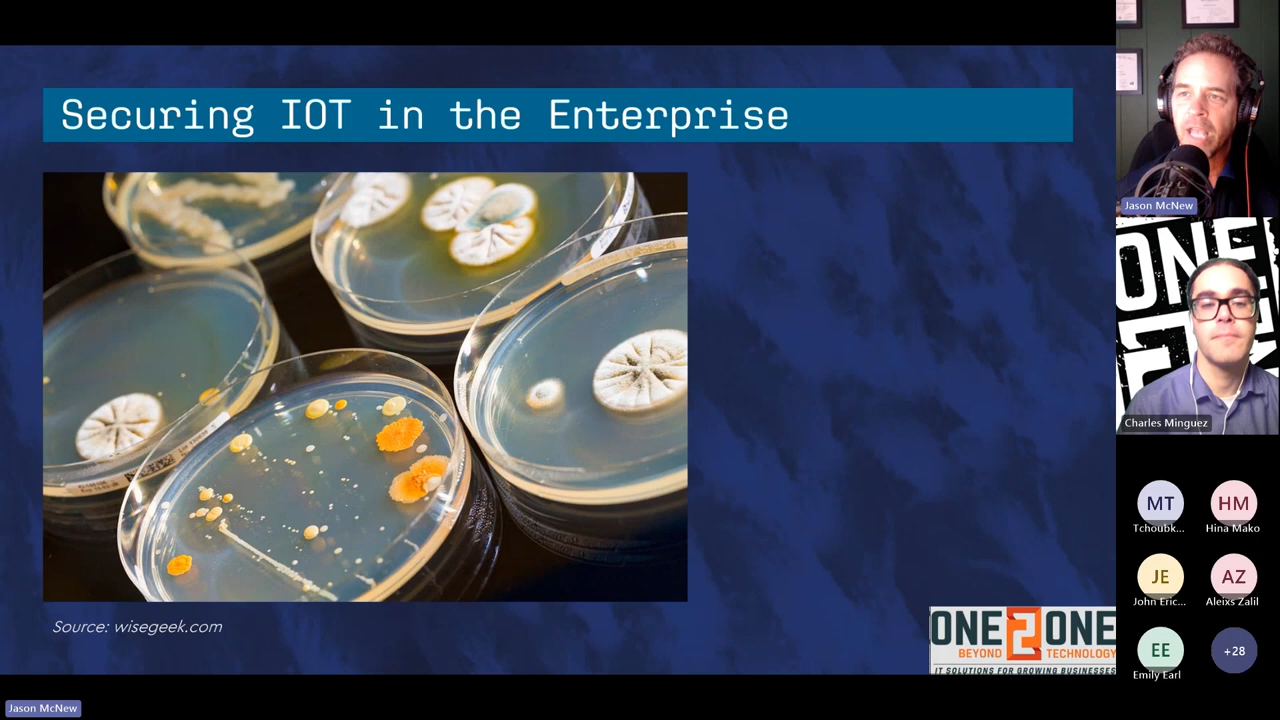 Securing IOT in the Enterprise
Source: wisegeek.com
ONE 2 ONE
BEYOND TECHNOLOGY
IT SOLUTIONS FOR GROWING BUSINESSES
Jason McNew
Jason McNew
ONE
Charles Minguez
MT
HM
Tchoubk...
Hina Mako
JE
AZ
John Eric...
Aleixs Zalil
EE
+28
Emily Earl